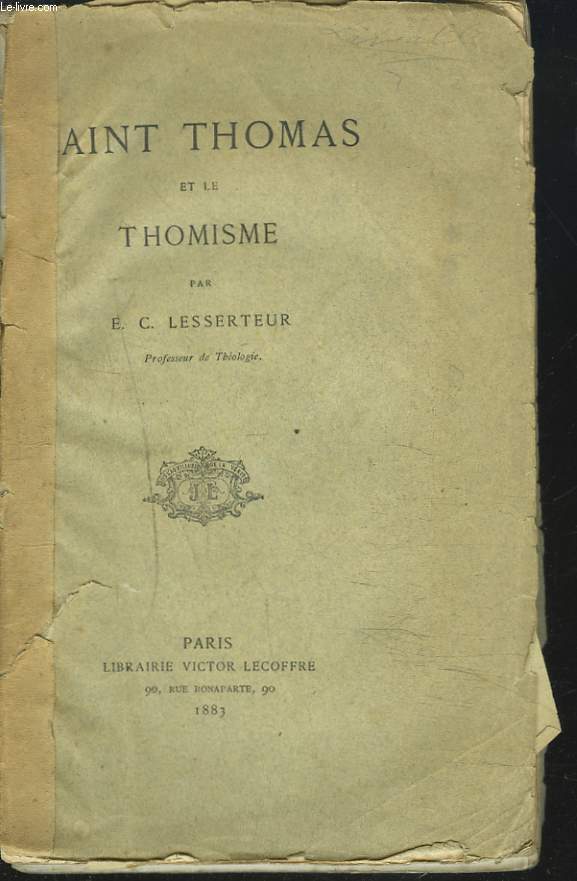 Le-livre.com
AINT THOMAS
ET LE
THOMISME
PAR
E. C. LESSERTEUR
Professeur de Théologie.
PARIS
LIBRAIRIE VICTOR LECOFFRE
90, RUE BONAPARTE, 90
1883